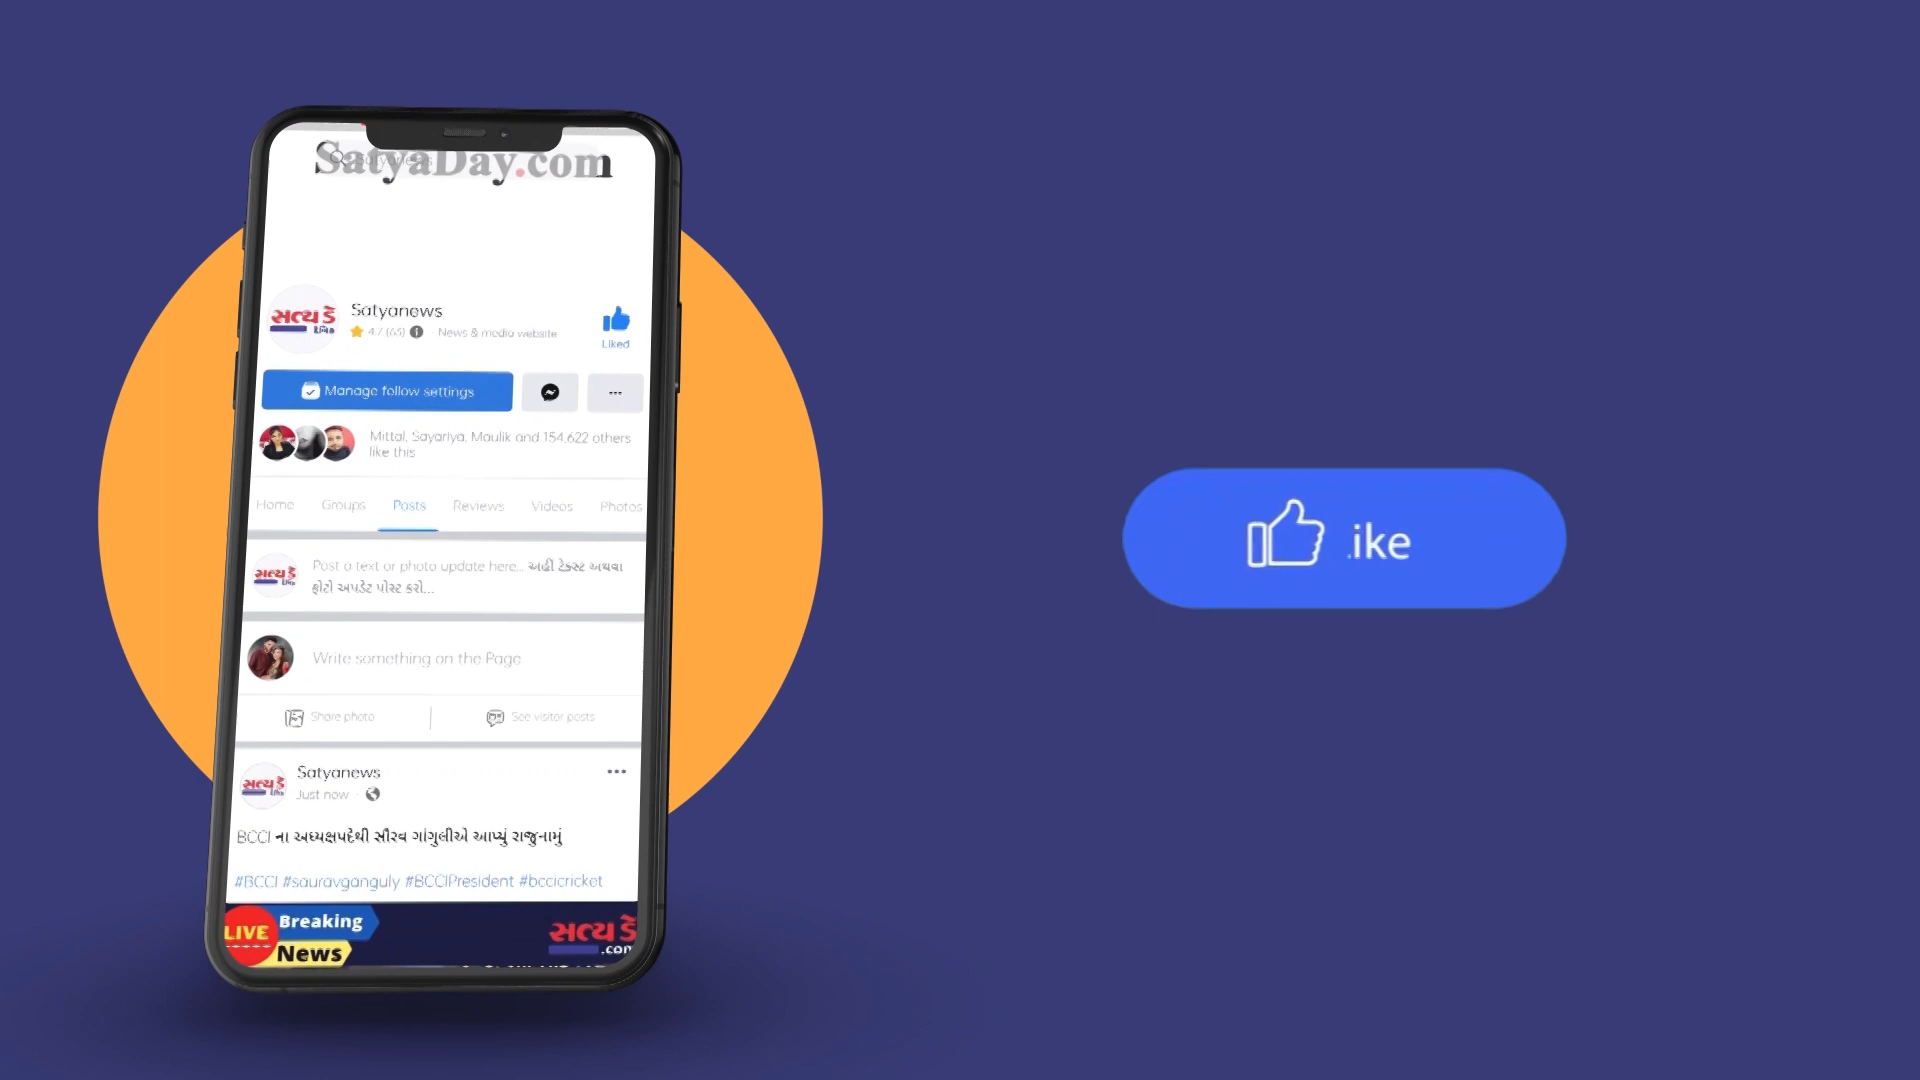 SatyaDay.com
સત્ય ડે
દૈનિક
Satyanews
4.7 (65) · News & media website
Liked
Manage follow settings
Mittal, Sayariya, Maulik and 154,622 others
like this
Home Groups Posts Reviews Videos Photos
સત્ય ડે
Post a text or photo update here... અહીં ટેક્સ્ટ અથવા
ફોટો અપડેટ પોસ્ટ કરો...
Write something on the Page
Share photo See visitor posts
સત્ય ડે
Satyanews
Just now ·
BCCI ના અધ્યક્ષપદેથી સૌરવ ગાંગુલીએ આપ્યું રાજુનામું
#BCCI #sauravganguly #BCCIPresident #bccicricket
LIVE
Breaking
News
સત્ય ડે
.com
.ike